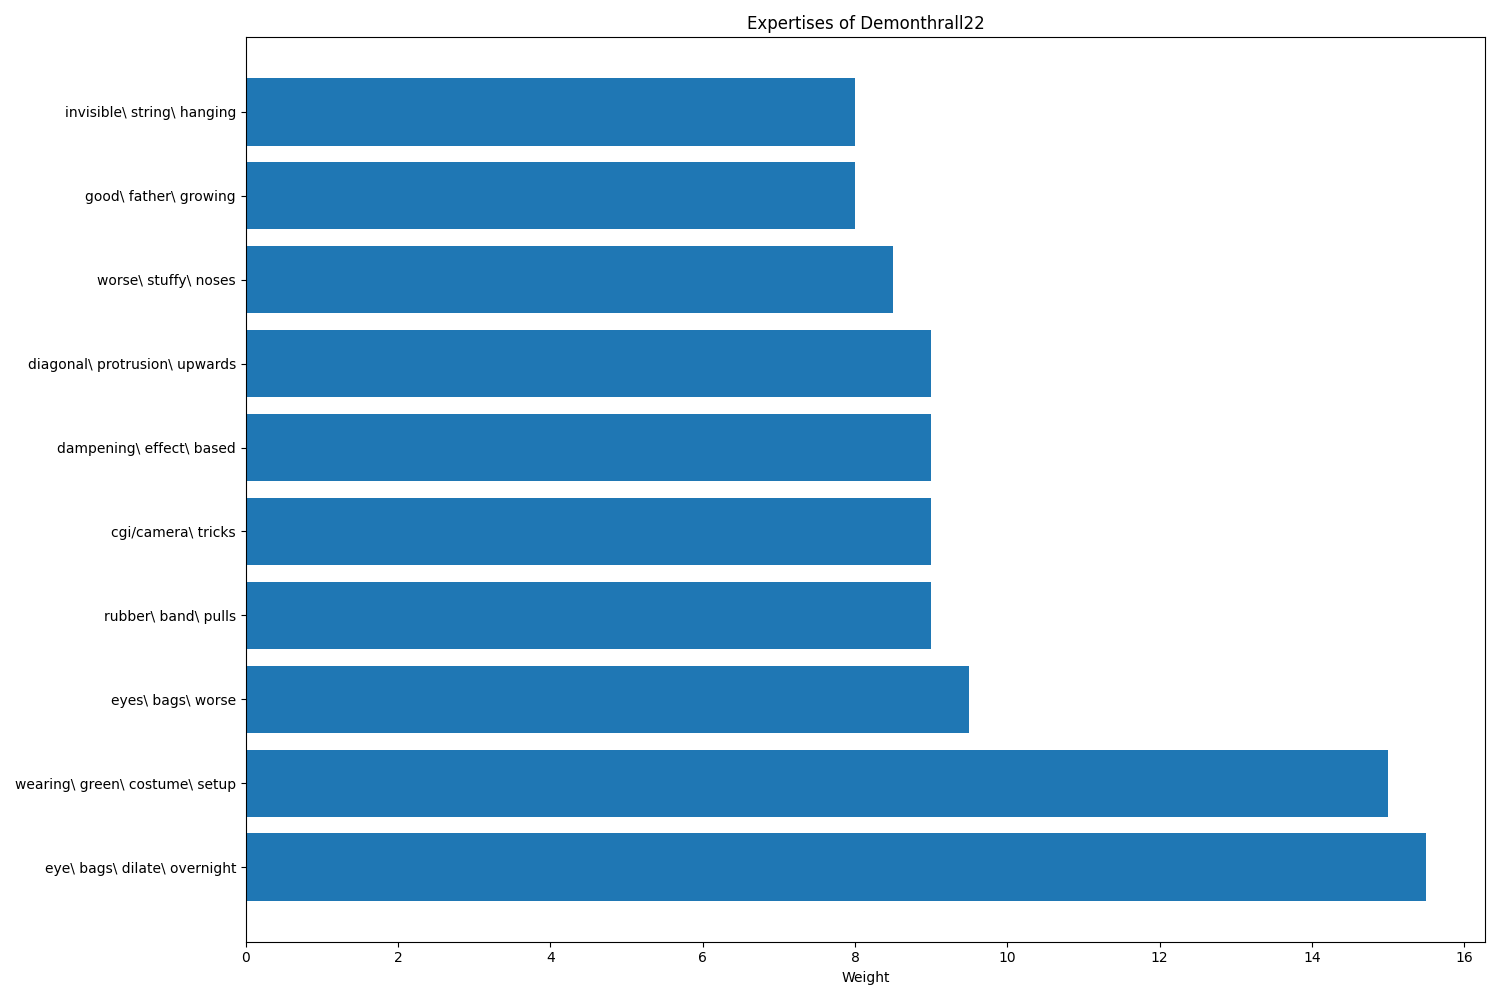 Expertises of Demonthrall22
invisible\ string\ hanging
good\ father\ growing
worse\ stuffy\ noses
diagonal\ protrusion\ upwards
dampening\ effect\ based
cgi/camera\ tricks
rubber\ band\ pulls
eyes\ bags\ worse
wearing\ green\ costume\ setup
eye\ bags\ dilate\ overnight
0 2 4 6 8 10 12 14 16
Weight